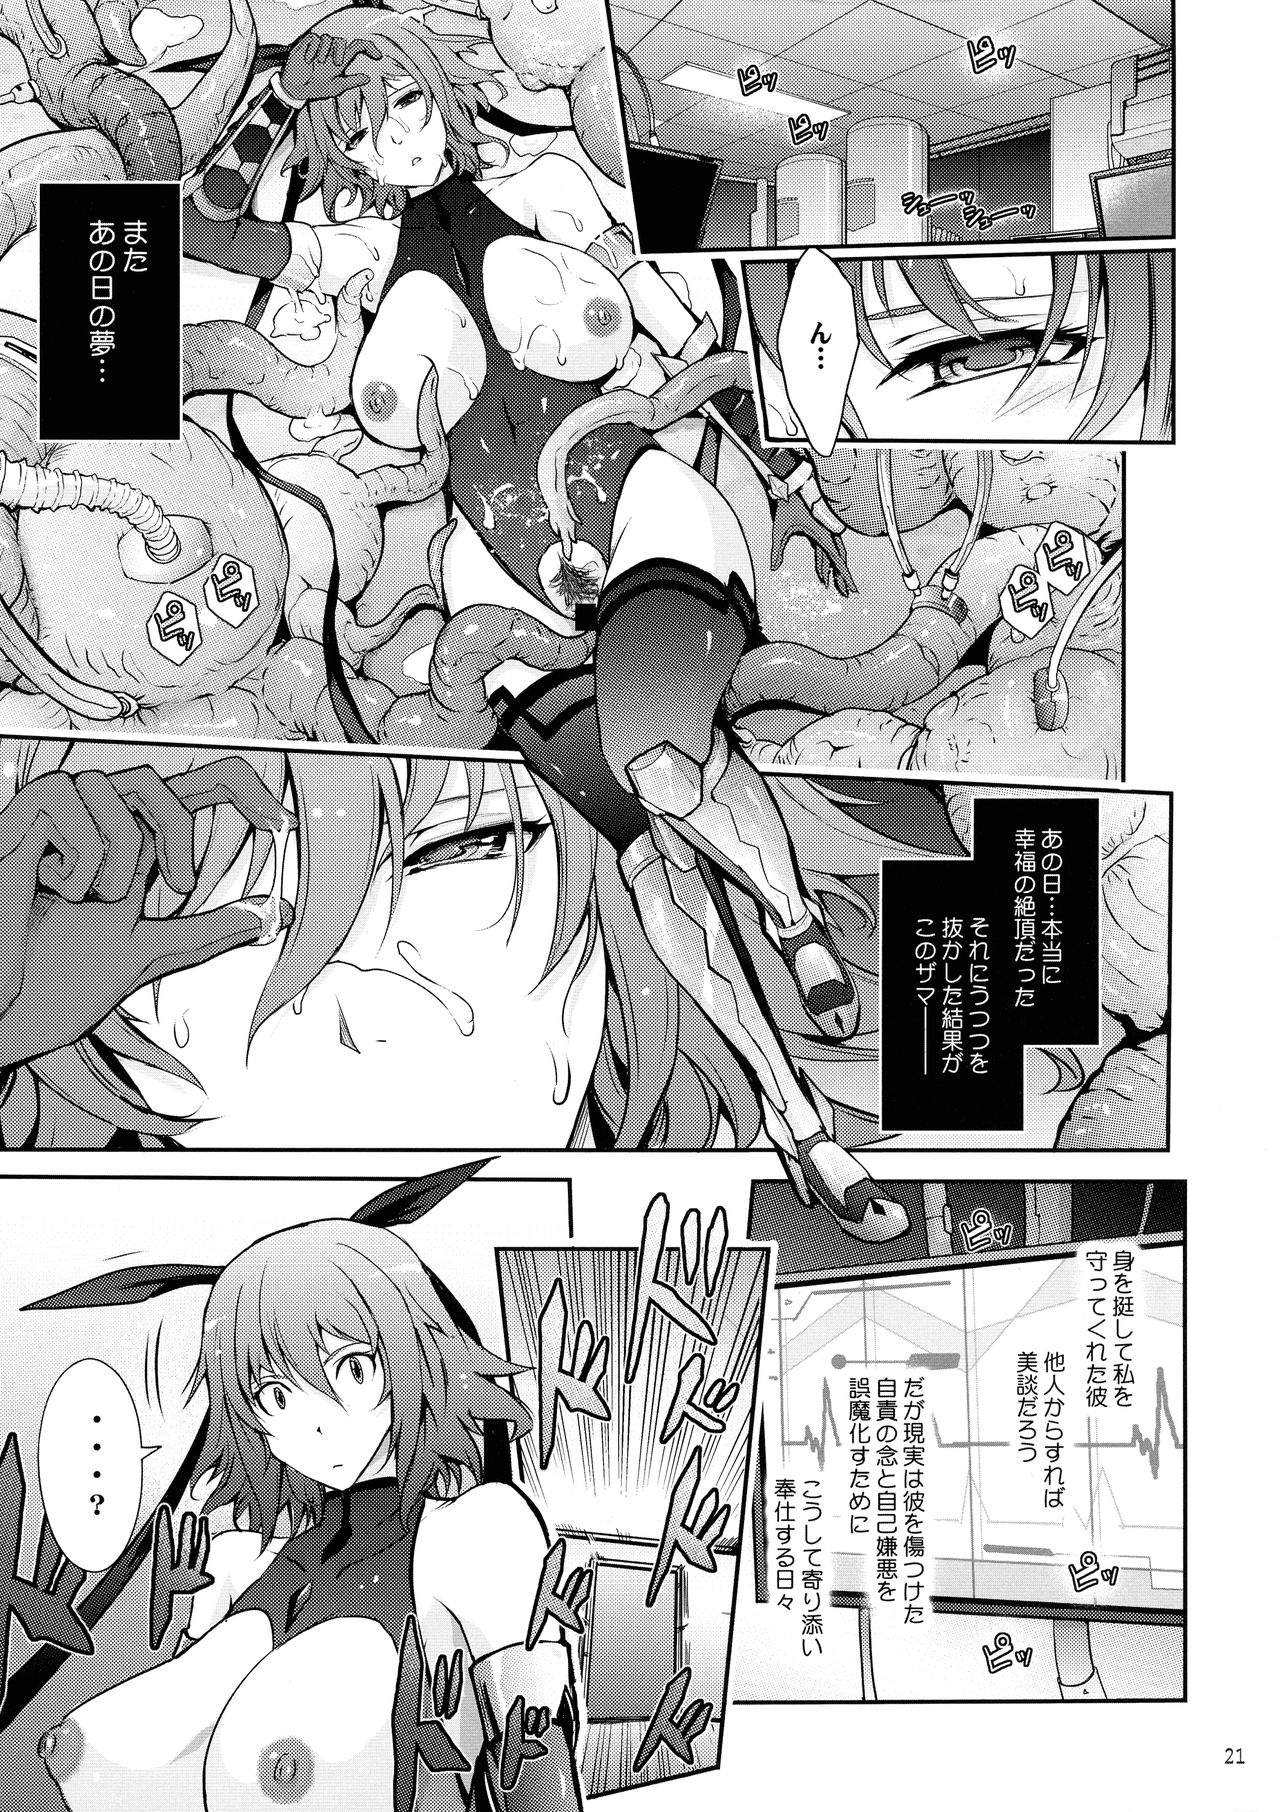 ピッ
ピッ
ピッ
シューッ
シューッ
ん…
また
あの日の夢…
ピッ
ピッ
ピッ
ピッ
あの日…本当に
幸福の絶頂だった
それにうつつを
抜かした結果が
このザマ――
ピッ
身を挺して私を
守ってくれた彼
他人からすれば
美談だろう
だが現実は彼を傷つけた
自責の念と自己嫌悪を
誤魔化すために
こうして寄り添い
奉仕する日々
ピッ
ピッ
ドドドドド
ドドドド
・・・?
21